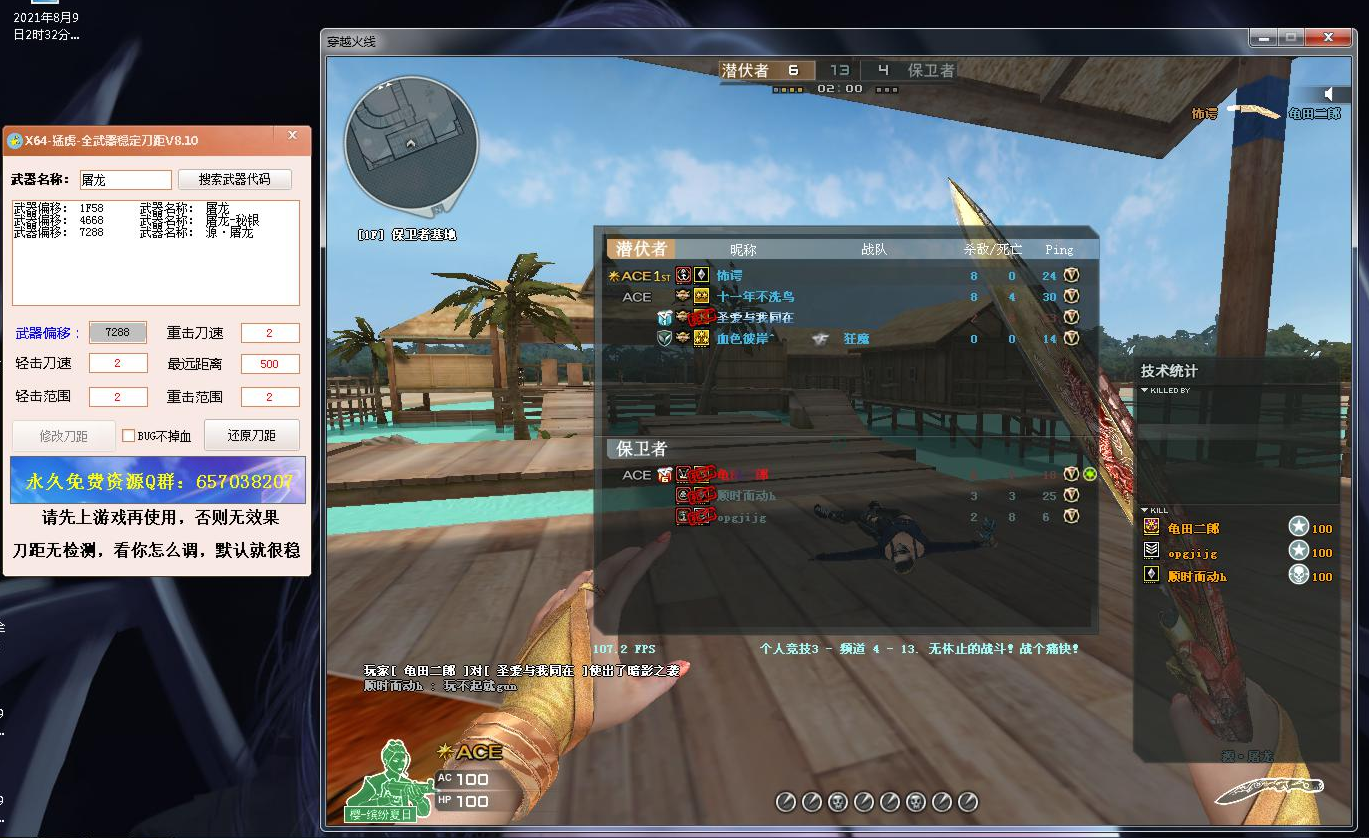 2021年8月9
日2时32分...
穿越火线
X64-猛虎-全武器稳定刀距V8.10
武器名称： 屠龙 搜索武器代码
武器偏移： 1F58 武器名称： 屠龙
武器偏移： 4668 武器名称： 屠龙-秘银
武器偏移： 7288 武器名称： 源·屠龙
武器偏移： 7288 重击刀速 2
轻击刀速 2 最远距离 500
轻击范围 2 重击范围 2
修改刀距 BUG不掉血 还原刀距
永久免费资源Q群：657038207
请先上游戏再使用，否则无效果
刀距无检测，看你怎么调，默认就很稳
潜伏者 6 13 4 保卫者
02:00
怖谔 龟田二郎
[1F] 保卫者基地
潜伏者 昵称 战队 杀敌/死亡 Ping
ACE 1ST 怖谔 8 0 24
ACE 十一年不洗鸟 8 4 30
圣爱与我同在
血色彼岸^ 狂魔 0 0 14
保卫者
ACE 18
顺时而动h 3 3 25
opgjijg 2 8 6
技术统计
KILLED BY
KILL
龟田二郎 100
opgjijg 100
顺时而动h 100
107.2 FPS
个人竞技3 - 频道 4 - 13. 无休止的战斗! 战个痛快!
玩家[ 龟田二郎 ]对[ 圣爱与我同在 ]使出了暗影之袭
顺时而动h : 玩不起就gun
ACE
AC 100
HP 100
樱-缤纷夏日
源·屠龙